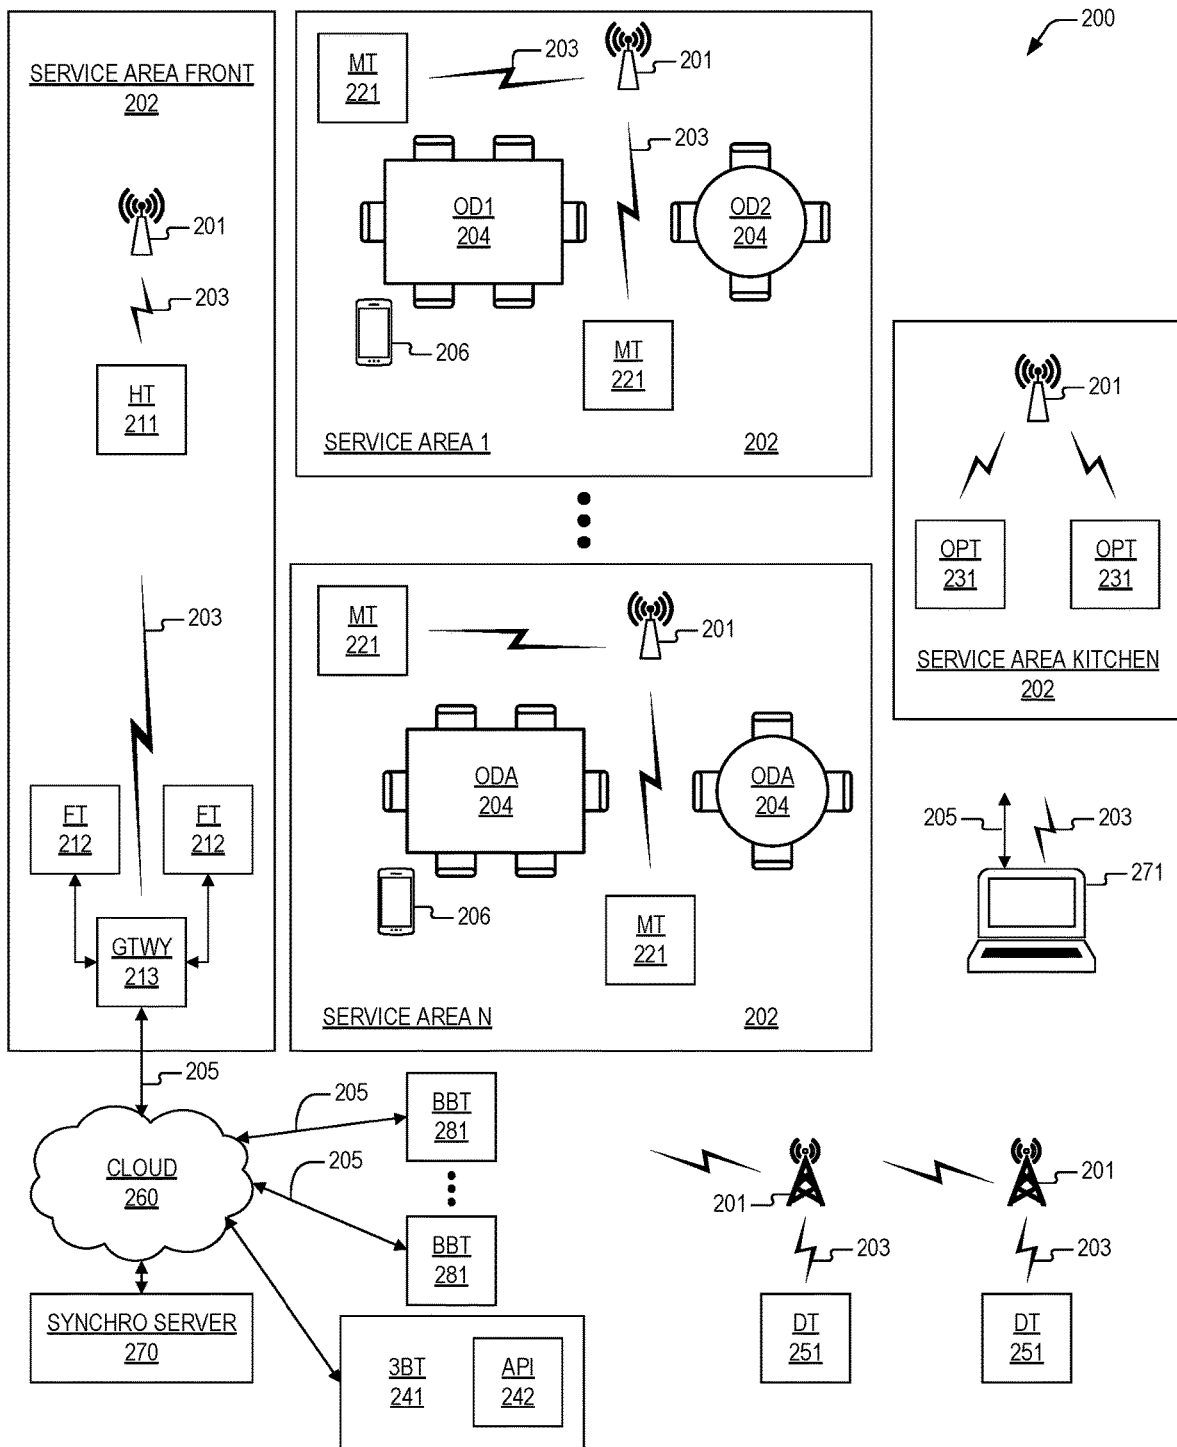 200
SERVICE AREA FRONT
202
201
203
HT
211
203
FT
212
FT
212
GTWY
213
205
MT
221
203
201
203
OD1
204
OD2
204
206
MT
221
SERVICE AREA 1
202
MT
221
201
ODA
204
ODA
204
206
MT
221
SERVICE AREA N
202
201
OPT
231
OPT
231
SERVICE AREA KITCHEN
202
205
203
271
CLOUD
260
205
205
BBT
281
BBT
281
SYNCHRO SERVER
270
3BT
241
API
242
201
201
203
203
DT
251
DT
251